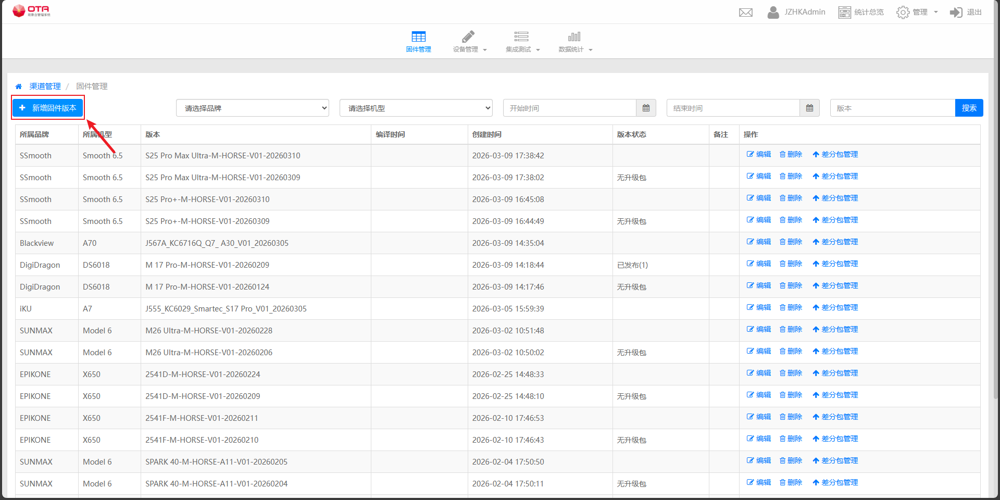 OTA
JZHKAdmin 统计总览 管理 退出
固件管理 设备管理 集成测试 数据统计
渠道管理 / 固件管理
新增固件版本 请选择品牌 请选择机型 开始时间 结束时间 版本 搜索
所属品牌 所属机型 版本 编译时间 创建时间 版本状态 备注 操作
SSmooth Smooth 6.5 S25 Pro Max Ultra-M-HORSE-V01-20260310 2026-03-09 17:38:42 编辑 删除 差分包管理
SSmooth Smooth 6.5 S25 Pro Max Ultra-M-HORSE-V01-20260309 2026-03-09 17:38:02 无升级包 编辑 删除 差分包管理
SSmooth Smooth 6.5 S25 Pro+-M-HORSE-V01-20260310 2026-03-09 16:45:08 编辑 删除 差分包管理
SSmooth Smooth 6.5 S25 Pro+-M-HORSE-V01-20260309 2026-03-09 16:44:49 无升级包 编辑 删除 差分包管理
Blackview A70 J567A_KC6716Q_Q7_ A30_V01_20260305 2026-03-09 14:35:04 编辑 删除 差分包管理
DigiDragon DS6018 M 17 Pro-M-HORSE-V01-20260209 2026-03-09 14:18:44 已发布(1) 编辑 删除 差分包管理
DigiDragon DS6018 M 17 Pro-M-HORSE-V01-20260124 2026-03-09 14:17:46 无升级包 编辑 删除 差分包管理
iKU A7 J555_KC6029_Smartec_S17 Pro_V01_20260305 2026-03-05 15:59:39 编辑 删除 差分包管理
SUNMAX Model 6 M26 Ultra-M-HORSE-V01-20260228 2026-03-02 10:51:48 编辑 删除 差分包管理
SUNMAX Model 6 M26 Ultra-M-HORSE-V01-20260206 2026-03-02 10:50:02 无升级包 编辑 删除 差分包管理
EPIKONE X650 2541D-M-HORSE-V01-20260224 2026-02-25 14:48:33 编辑 删除 差分包管理
EPIKONE X650 2541D-M-HORSE-V01-20260209 2026-02-25 14:48:10 无升级包 编辑 删除 差分包管理
EPIKONE X650 2541F-M-HORSE-V01-20260211 2026-02-10 17:46:53 编辑 删除 差分包管理
EPIKONE X650 2541F-M-HORSE-V01-20260210 2026-02-10 17:46:43 无升级包 编辑 删除 差分包管理
SUNMAX Model 6 SPARK 40-M-HORSE-A11-V01-20260205 2026-02-04 17:50:50 编辑 删除 差分包管理
SUNMAX Model 6 SPARK 40-M-HORSE-A11-V01-20260204 2026-02-04 17:50:11 无升级包 编辑 删除 差分包管理